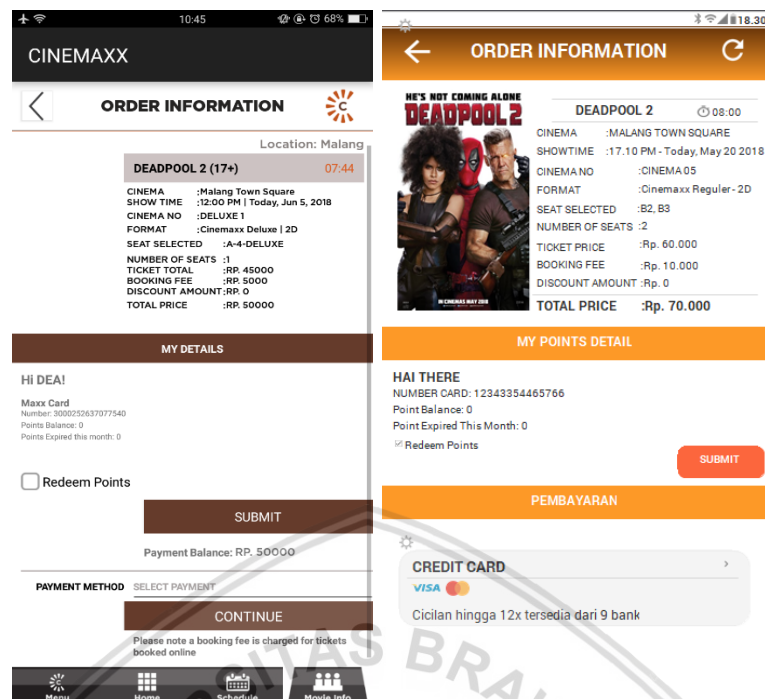 10:45
68%
CINEMAXX
ORDER INFORMATION
C
Location: Malang
DEADPOOL 2 (17+) 07:44
CINEMA :Malang Town Square
SHOW TIME :12:00 PM | Today, Jun 5, 2018
CINEMA NO :DELUXE 1
FORMAT :Cinemaxx Deluxe | 2D
SEAT SELECTED :A-4-DELUXE
NUMBER OF SEATS :1
TICKET TOTAL :RP. 45000
BOOKING FEE :RP. 5000
DISCOUNT AMOUNT:RP. 0
TOTAL PRICE :RP. 50000
MY DETAILS
Hi DEA!
Maxx Card
Number: 3000252637077540
Points Balance: 0
Points Expired this month: 0
Redeem Points
SUBMIT
Payment Balance: RP. 50000
PAYMENT METHOD SELECT PAYMENT
CONTINUE
Please note a booking fee is charged for tickets
booked online
Menu Home Schedule Movie Info
18.30
ORDER INFORMATION
HE'S NOT COMING ALONE
DEADPOOL 2
IN CINEMAS MAY 2018
DEADPOOL 2 08:00
CINEMA :MALANG TOWN SQUARE
SHOWTIME :17.10 PM - Today, May 20 2018
CINEMA NO :CINEMA 05
FORMAT :Cinemaxx Reguler- 2D
SEAT SELECTED :B2, B3
NUMBER OF SEATS :2
TICKET PRICE :Rp. 60.000
BOOKING FEE :Rp. 10.000
DISCOUNT AMOUNT :Rp. 0
TOTAL PRICE :Rp. 70.000
MY POINTS DETAIL
HAI THERE
NUMBER CARD: 12343354465766
Point Balance: 0
Point Expired This Month: 0
Redeem Points
SUBMIT
PEMBAYARAN
CREDIT CARD
VISA
Cicilan hingga 12x tersedia dari 9 bank
SITAS BRA